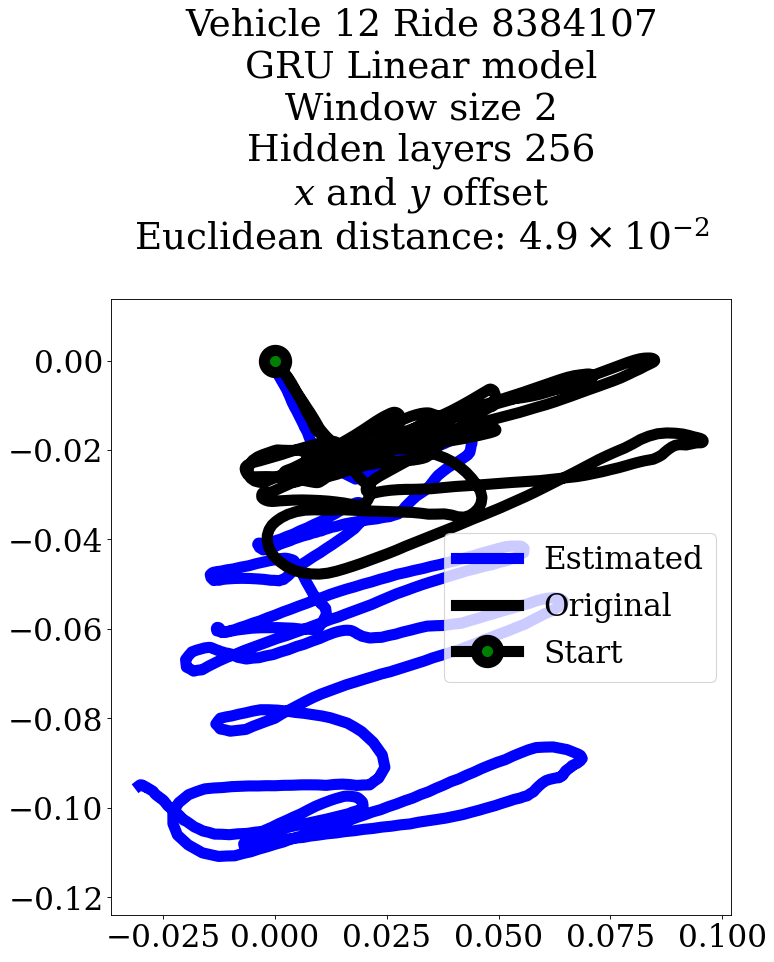 Vehicle 12 Ride 8384107
GRU Linear model
Window size 2
Hidden layers 256
x and y offset
Euclidean distance: 4.9 × 10⁻²
0.00
−0.02
−0.04
−0.06
−0.08
−0.10
−0.12
Estimated
Original
Start
−0.025 0.000 0.025 0.050 0.075 0.100